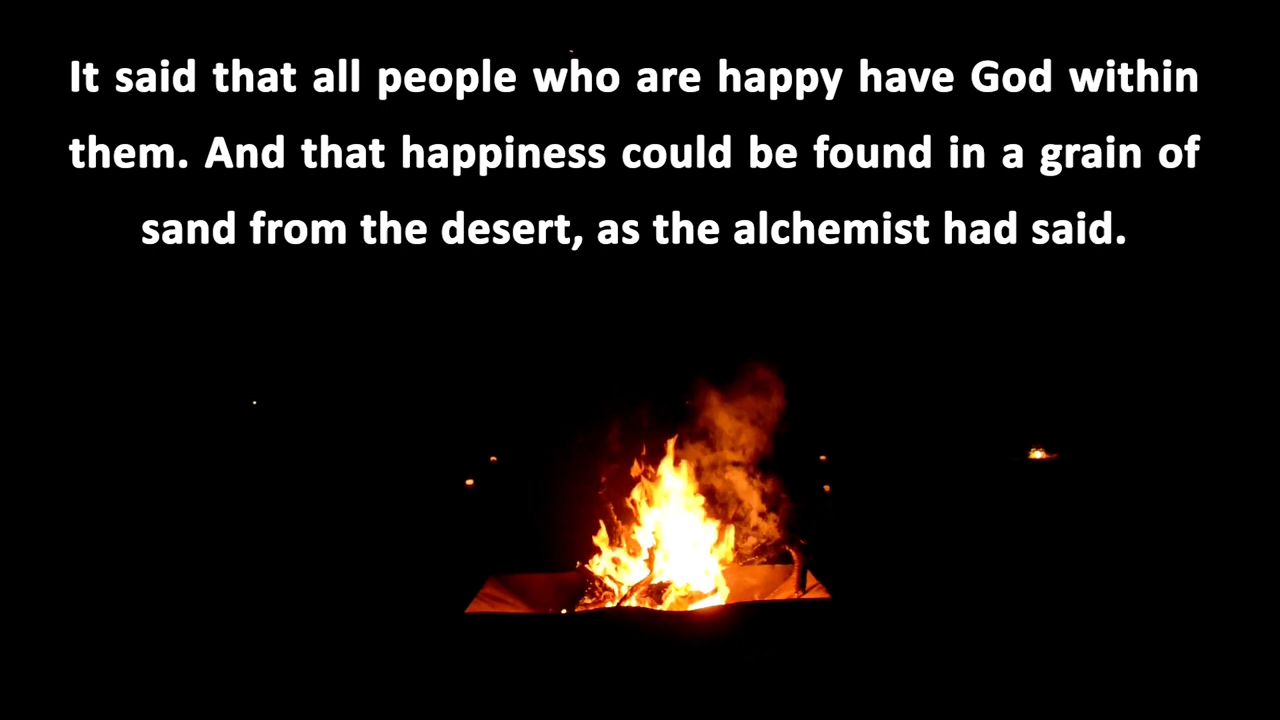 It said that all people who are happy have God within
them. And that happiness could be found in a grain of
sand from the desert, as the alchemist had said.